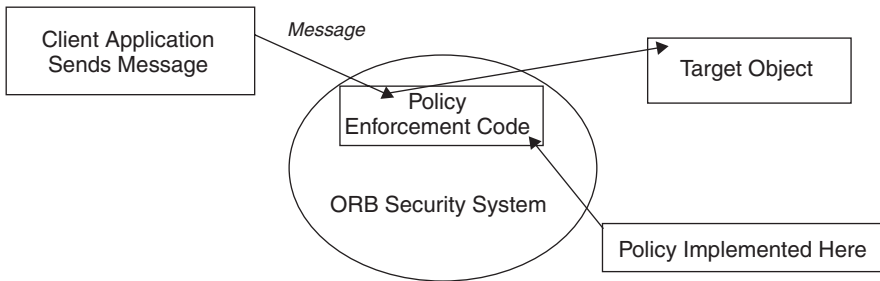 Client Application
Sends Message
Message
Target Object
Policy
Enforcement Code
ORB Security System
Policy Implemented Here